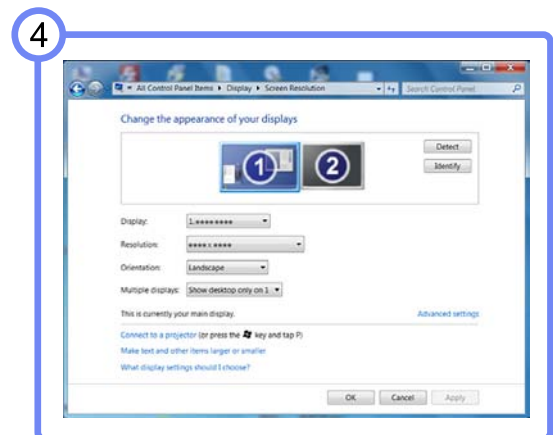 4
All Control Panel Items ▸ Display ▸ Screen Resolution
Search Control Panel
Change the appearance of your displays
1
2
Detect
Identify
Display: 1.******** 
Resolution: **** x ****
Orientation: Landscape
Multiple displays: Show desktop only on 1
This is currently your main display.
Advanced settings
Connect to a projector (or press the key and tap P)
Make text and other items larger or smaller
What display settings should I choose?
OK Cancel Apply